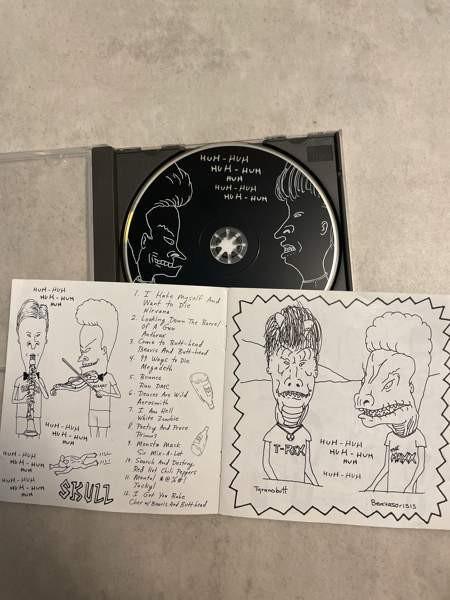 HUH-HUH
HUH-HUH
HUH
HUH-HUH
HUH-HUH
HUH-HUH
HUH-HUH
HUH
HUH-HUH
HUH-HUH
HUH
HUH-HUH
HUH-HUH
HUH
HUH-HUH
HUH-HUH
HUH
SKULL
1. I Hate Myself And
Want to Die
Nirvana
2. Looking Down The Barrel
Of A Gun
Anthrax
3. Come to Butt-head
Beavis And Butt-head
4. 99 Ways to Die
Megadeth
5. Bounce
Run DMC
6. Deuces Are Wild
Aerosmith
7. I Am Hell
White Zombie
8. Poetry And Prose
Primus
9. Monsta Mack
Sir Mix-A-Lot
10. Search And Destroy
Red Hot Chili Peppers
11. Mental *@%#!
Jackyl
12. I Got You Babe
Cher w/ Beavis And Butt-head
T-REX
HUH-HUH
HUH-HUH
HUH
HUH-HUH
Tyranobutt